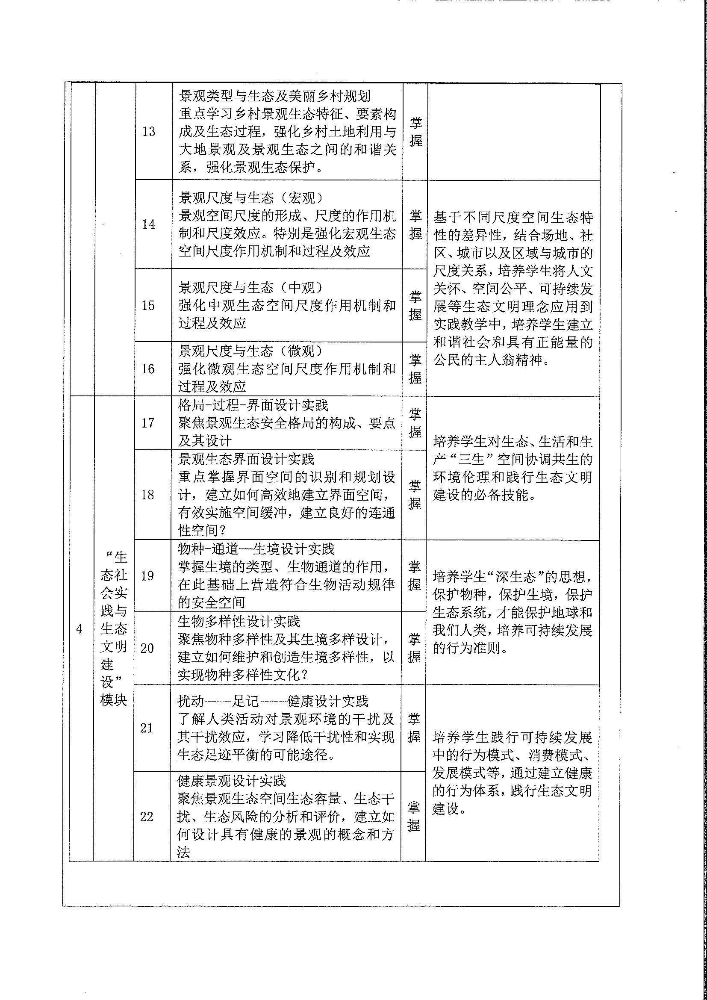 13
景观类型与生态及美丽乡村规划
重点学习乡村景观生态特征、要素构
成及生态过程，强化乡村土地利用与
大地景观及景观生态之间的和谐关
系，强化景观生态保护。
掌
握
14
景观尺度与生态（宏观）
景观空间尺度的形成、尺度的作用机
制和尺度效应。特别是强化宏观生态
空间尺度作用机制和过程及效应
掌
握
15
景观尺度与生态（中观）
强化中观生态空间尺度作用机制和
过程及效应
掌
握
16
景观尺度与生态（微观）
强化微观生态空间尺度作用机制和
过程及效应
掌
握
基于不同尺度空间生态特
性的差异性，结合场地、社
区、城市以及区域与城市的
尺度关系，培养学生将人文
关怀、空间公平、可持续发
展等生态文明理念应用到
实践教学中，培养学生建立
和谐社会和具有正能量的
公民的主人翁精神。
4
“生
态社
会实
践与
生态
文明
建
设”
模块
17
格局-过程-界面设计实践
聚焦景观生态安全格局的构成、要点
及其设计
掌
握
18
景观生态界面设计实践
重点掌握界面空间的识别和规划设
计，建立如何高效地建立界面空间，
有效实施空间缓冲，建立良好的连通
性空间？
掌
握
培养学生对生态、生活和生
产“三生”空间协调共生的
环境伦理和践行生态文明
建设的必备技能。
19
物种-通道—生境设计实践
掌握生境的类型、生物通道的作用，
在此基础上营造符合生物活动规律
的安全空间
掌
握
20
生物多样性设计实践
聚焦物种多样性及其生境多样设计，
建立如何维护和创造生境多样性，以
实现物种多样性文化？
掌
握
培养学生“深生态”的思想，
保护物种，保护生境，保护
生态系统，才能保护地球和
我们人类，培养可持续发展
的行为准则。
21
扰动——足记——健康设计实践
了解人类活动对景观环境的干扰及
其干扰效应，学习降低干扰性和实现
生态足迹平衡的可能途径。
掌
握
22
健康景观设计实践
聚焦景观生态空间生态容量、生态干
扰、生态风险的分析和评价，建立如
何设计具有健康的景观的概念和方
法
掌
握
培养学生践行可持续发展
中的行为模式、消费模式、
发展模式等，通过建立健康
的行为体系，践行生态文明
建设。